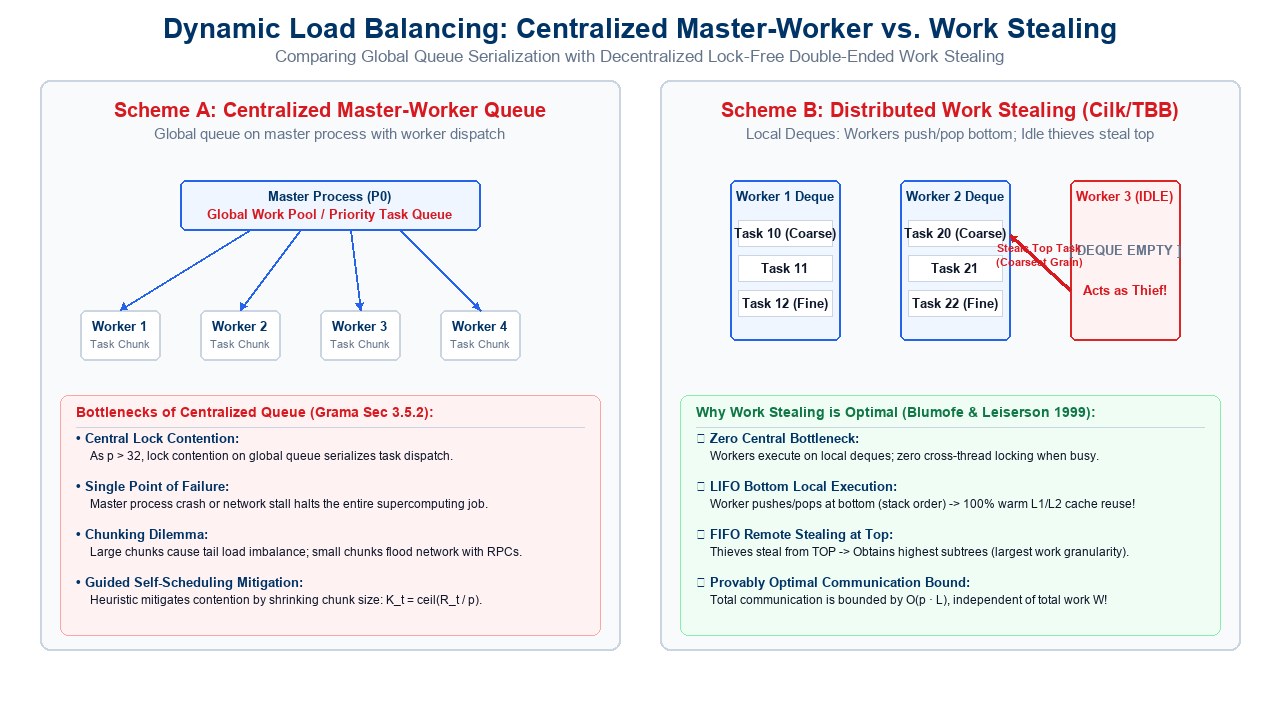 Dynamic Load Balancing: Centralized Master-Worker vs. Work Stealing
Comparing Global Queue Serialization with Decentralized Lock-Free Double-Ended Work Stealing
Scheme A: Centralized Master-Worker Queue
Global queue on master process with worker dispatch
Master Process (P0)
Global Work Pool / Priority Task Queue
Worker 1
Task Chunk
Worker 2
Task Chunk
Worker 3
Task Chunk
Worker 4
Task Chunk
Bottlenecks of Centralized Queue (Grama Sec 3.5.2):
• Central Lock Contention:
As p > 32, lock contention on global queue serializes task dispatch.
• Single Point of Failure:
Master process crash or network stall halts the entire supercomputing job.
• Chunking Dilemma:
Large chunks cause tail load imbalance; small chunks flood network with RPCs.
• Guided Self-Scheduling Mitigation:
Heuristic mitigates contention by shrinking chunk size: K_t = ceil(R_t / p).
Scheme B: Distributed Work Stealing (Cilk/TBB)
Local Deques: Workers push/pop bottom; Idle thieves steal top
Worker 1 Deque
Task 10 (Coarse)
Task 11
Task 12 (Fine)
Worker 2 Deque
Task 20 (Coarse)
Task 21
Task 22 (Fine)
Steals Top Task
(Coarsest Grain)
Worker 3 (IDLE)
[ DEQUE EMPTY ]
Acts as Thief!
Why Work Stealing is Optimal (Blumofe & Leiserson 1999):
Zero Central Bottleneck:
Workers execute on local deques; zero cross-thread locking when busy.
LIFO Bottom Local Execution:
Worker pushes/pops at bottom (stack order) -> 100% warm L1/L2 cache reuse!
FIFO Remote Stealing at Top:
Thieves steal from TOP -> Obtains highest subtrees (largest work granularity).
Provably Optimal Communication Bound:
Total communication is bounded by O(p · L), independent of total work W!